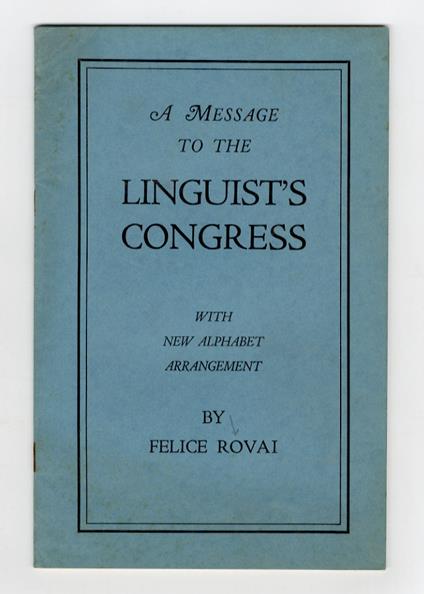 A MESSAGE
TO THE
LINGUIST'S
CONGRESS
WITH
NEW ALPHABET
ARRANGEMENT
BY
FELICE ROVAI